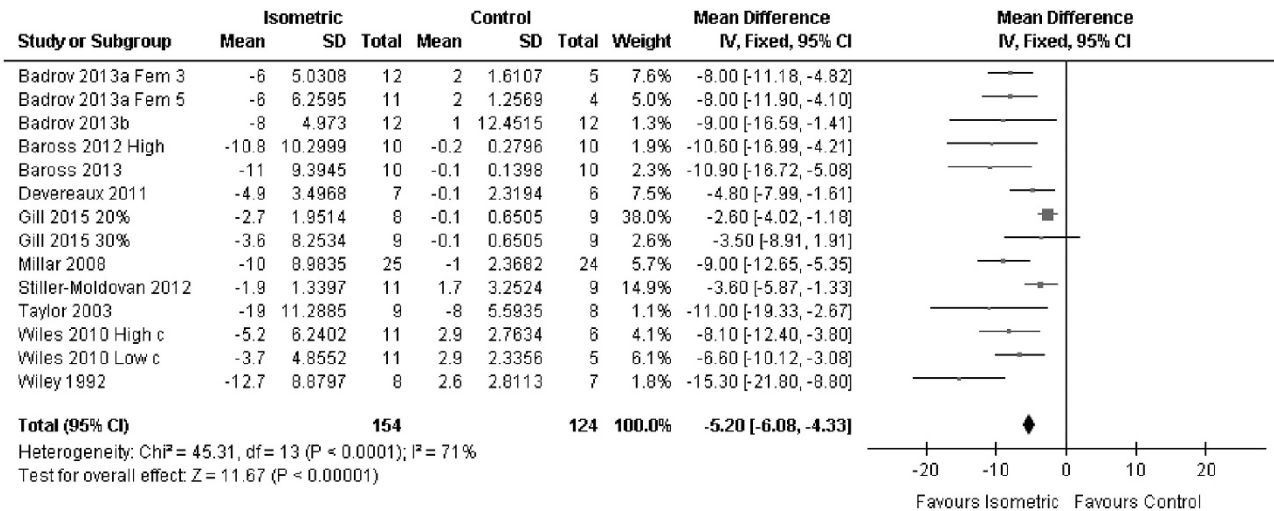 Isometric Control Mean Difference Mean Difference
Study or Subgroup Mean SD Total Mean SD Total Weight IV, Fixed, 95% CI IV, Fixed, 95% CI
Badrov 2013a Fem 3 -6 5.0308 12 2 1.6107 5 7.6% -8.00 [-11.18, -4.82]
Badrov 2013a Fem 5 -6 6.2595 11 2 1.2569 4 5.0% -8.00 [-11.90, -4.10]
Badrov 2013b -8 4.973 12 1 12.4515 12 1.3% -9.00 [-16.59, -1.41]
Baross 2012 High -10.8 10.2999 10 -0.2 0.2796 10 1.9% -10.60 [-16.99, -4.21]
Baross 2013 -11 9.3945 10 -0.1 0.1398 10 2.3% -10.90 [-16.72, -5.08]
Devereaux 2011 -4.9 3.4968 7 -0.1 2.3194 6 7.5% -4.80 [-7.99, -1.61]
Gill 2015 20% -2.7 1.9514 8 -0.1 0.6505 9 38.0% -2.60 [-4.02, -1.18]
Gill 2015 30% -3.6 8.2534 9 -0.1 0.6505 9 2.6% -3.50 [-8.91, 1.91]
Millar 2008 -10 8.9835 25 -1 2.3682 24 5.7% -9.00 [-12.65, -5.35]
Stiller-Moldovan 2012 -1.9 1.3397 11 1.7 3.2524 9 14.9% -3.60 [-5.87, -1.33]
Taylor 2003 -19 11.2885 9 -8 5.5935 8 1.1% -11.00 [-19.33, -2.67]
Wiles 2010 High c -5.2 6.2402 11 2.9 2.7634 6 4.1% -8.10 [-12.40, -3.80]
Wiles 2010 Low c -3.7 4.8552 11 2.9 2.3356 5 6.1% -6.60 [-10.12, -3.08]
Wiley 1992 -12.7 8.8797 8 2.6 2.8113 7 1.8% -15.30 [-21.80, -8.80]
Total (95% CI) 154 124 100.0% -5.20 [-6.08, -4.33]
Heterogeneity: Chi² = 45.31, df = 13 (P < 0.0001); I² = 71%
Test for overall effect: Z = 11.67 (P < 0.00001)
-20 -10 0 10 20
Favours Isometric Favours Control